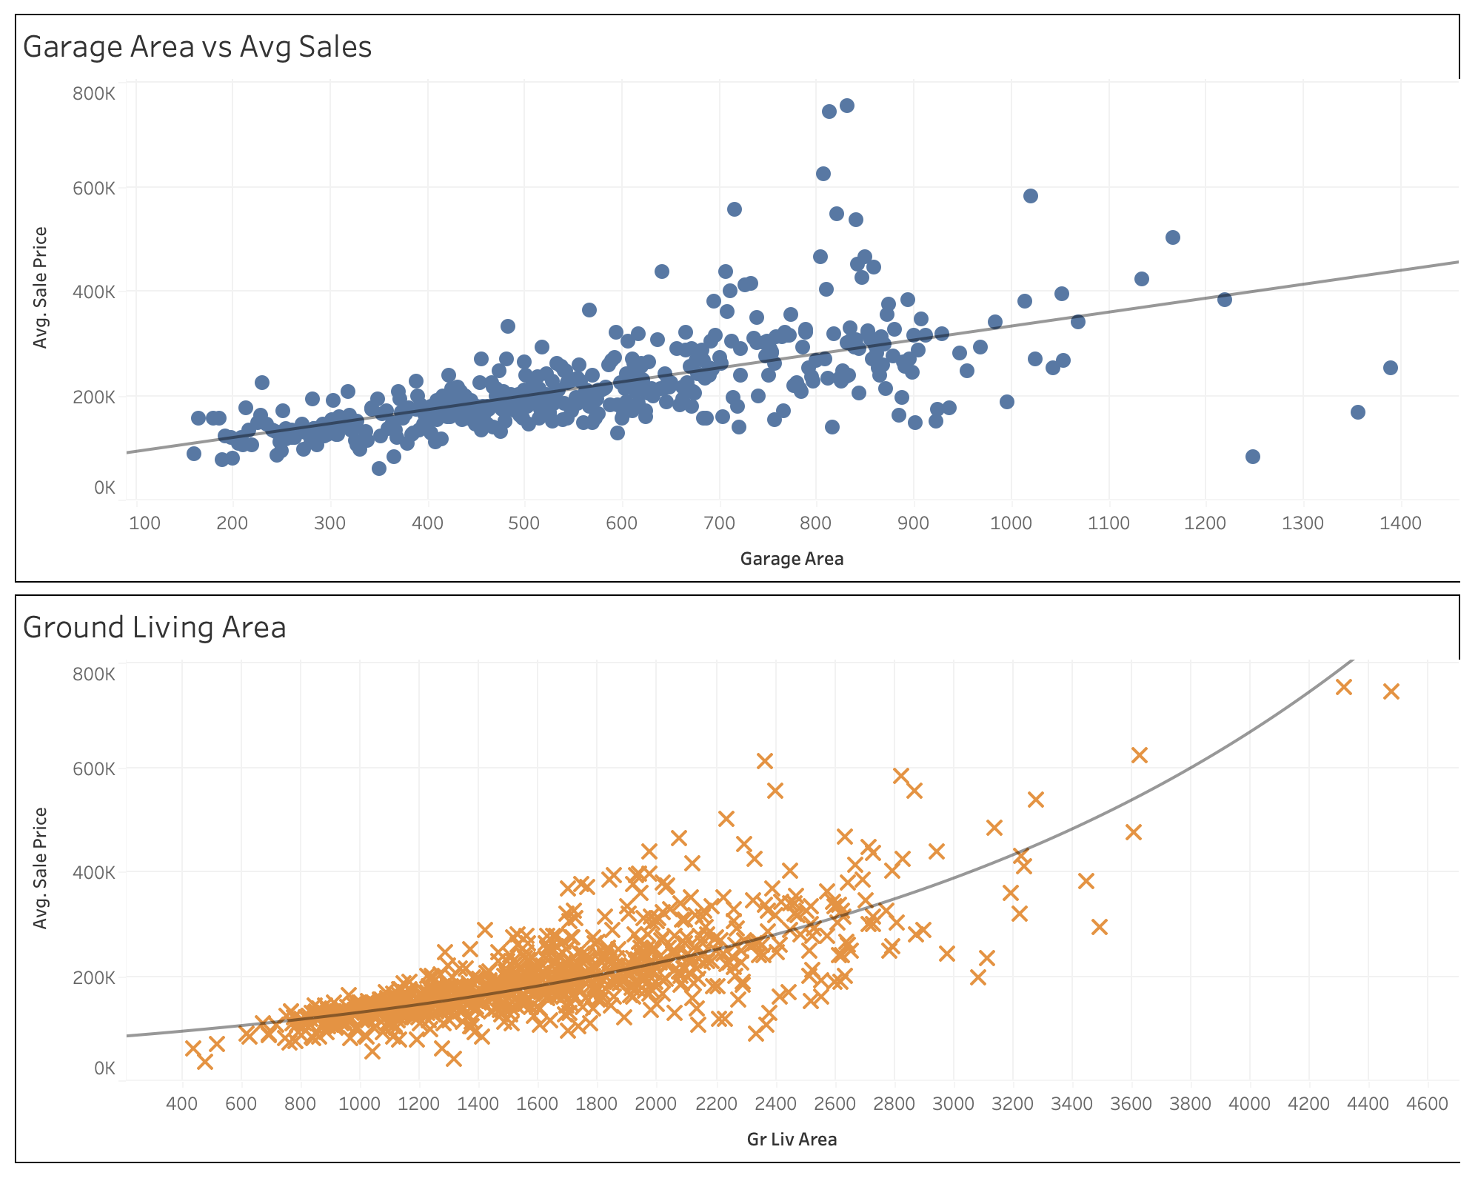 Garage Area vs Avg Sales
800K
600K
400K
200K
0K
Avg. Sale Price
100 200 300 400 500 600 700 800 900 1000 1100 1200 1300 1400
Garage Area
Ground Living Area
800K
600K
400K
200K
0K
Avg. Sale Price
400 600 800 1000 1200 1400 1600 1800 2000 2200 2400 2600 2800 3000 3200 3400 3600 3800 4000 4200 4400 4600
Gr Liv Area